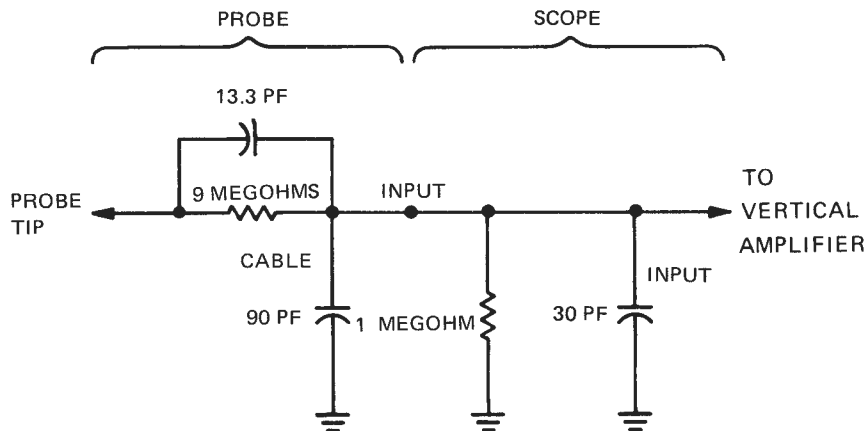 PROBE
SCOPE
13.3 PF
PROBE
TIP
9 MEGOHMS
INPUT
TO
VERTICAL
AMPLIFIER
CABLE
90 PF
1 MEGOHM
30 PF
INPUT